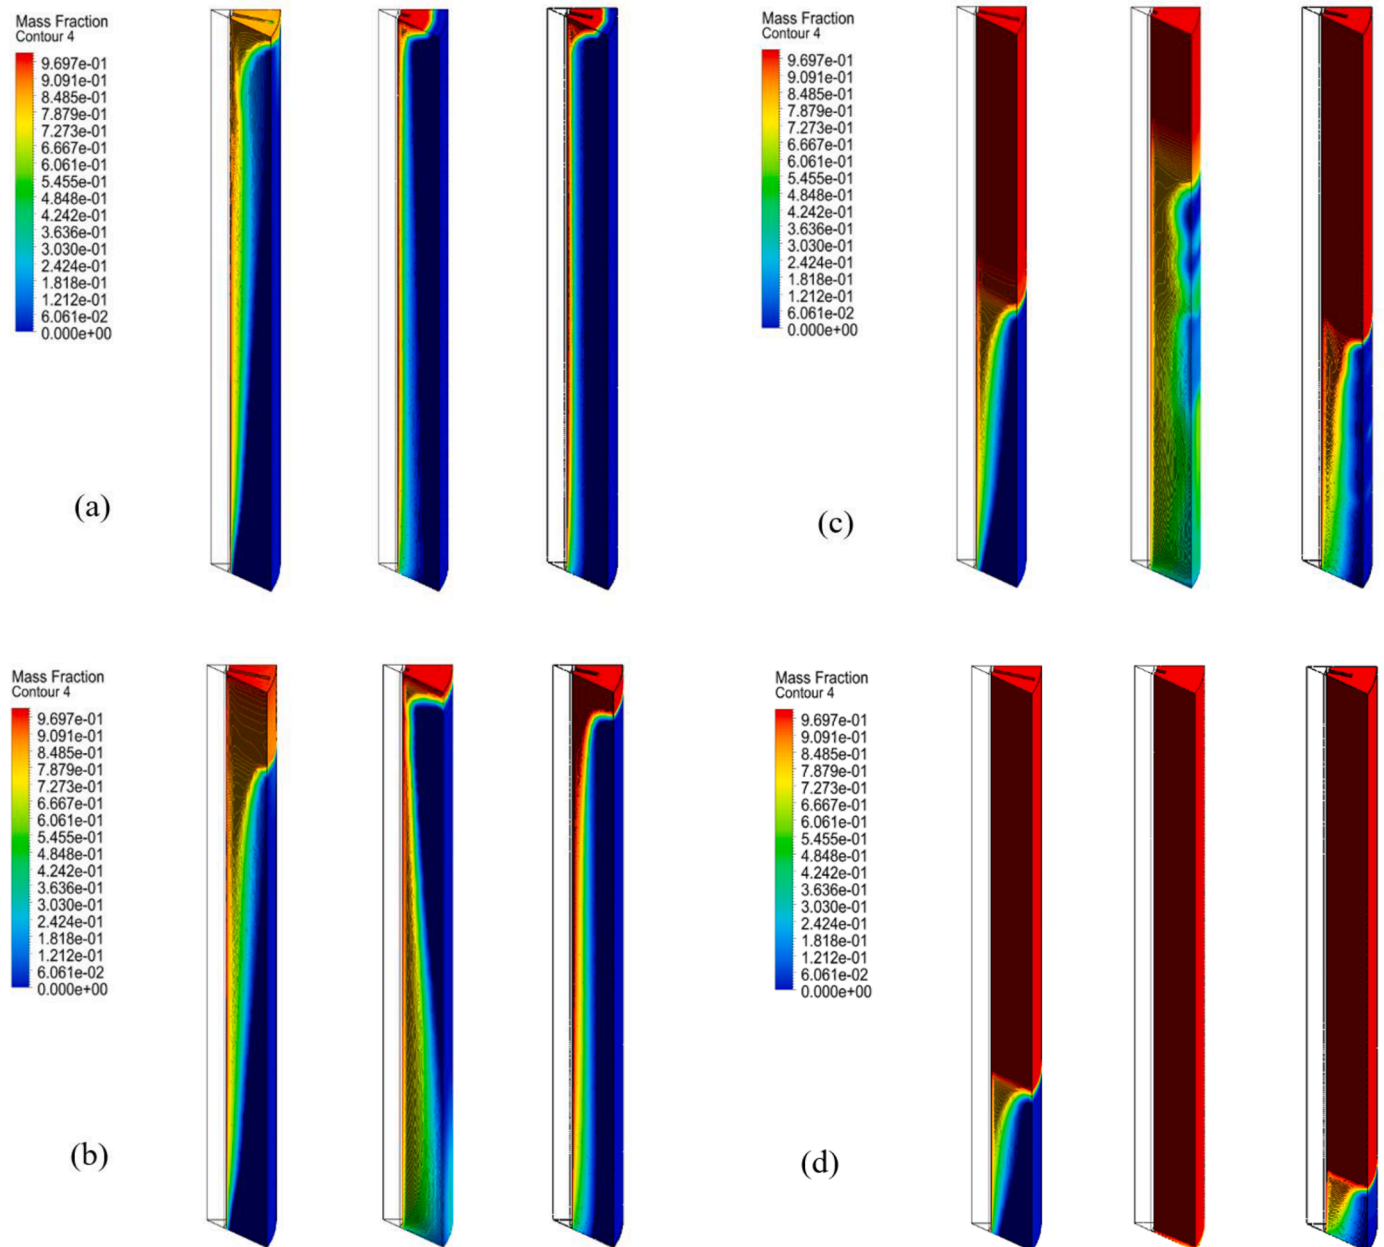 Mass Fraction
Contour 4
9.697e-01
9.091e-01
8.485e-01
7.879e-01
7.273e-01
6.667e-01
6.061e-01
5.455e-01
4.848e-01
4.242e-01
3.636e-01
3.030e-01
2.424e-01
1.818e-01
1.212e-01
6.061e-02
0.000e+00
(a)
Mass Fraction
Contour 4
9.697e-01
9.091e-01
8.485e-01
7.879e-01
7.273e-01
6.667e-01
6.061e-01
5.455e-01
4.848e-01
4.242e-01
3.636e-01
3.030e-01
2.424e-01
1.818e-01
1.212e-01
6.061e-02
0.000e+00
(c)
Mass Fraction
Contour 4
9.697e-01
9.091e-01
8.485e-01
7.879e-01
7.273e-01
6.667e-01
6.061e-01
5.455e-01
4.848e-01
4.242e-01
3.636e-01
3.030e-01
2.424e-01
1.818e-01
1.212e-01
6.061e-02
0.000e+00
(b)
Mass Fraction
Contour 4
9.697e-01
9.091e-01
8.485e-01
7.879e-01
7.273e-01
6.667e-01
6.061e-01
5.455e-01
4.848e-01
4.242e-01
3.636e-01
3.030e-01
2.424e-01
1.818e-01
1.212e-01
6.061e-02
0.000e+00
(d)